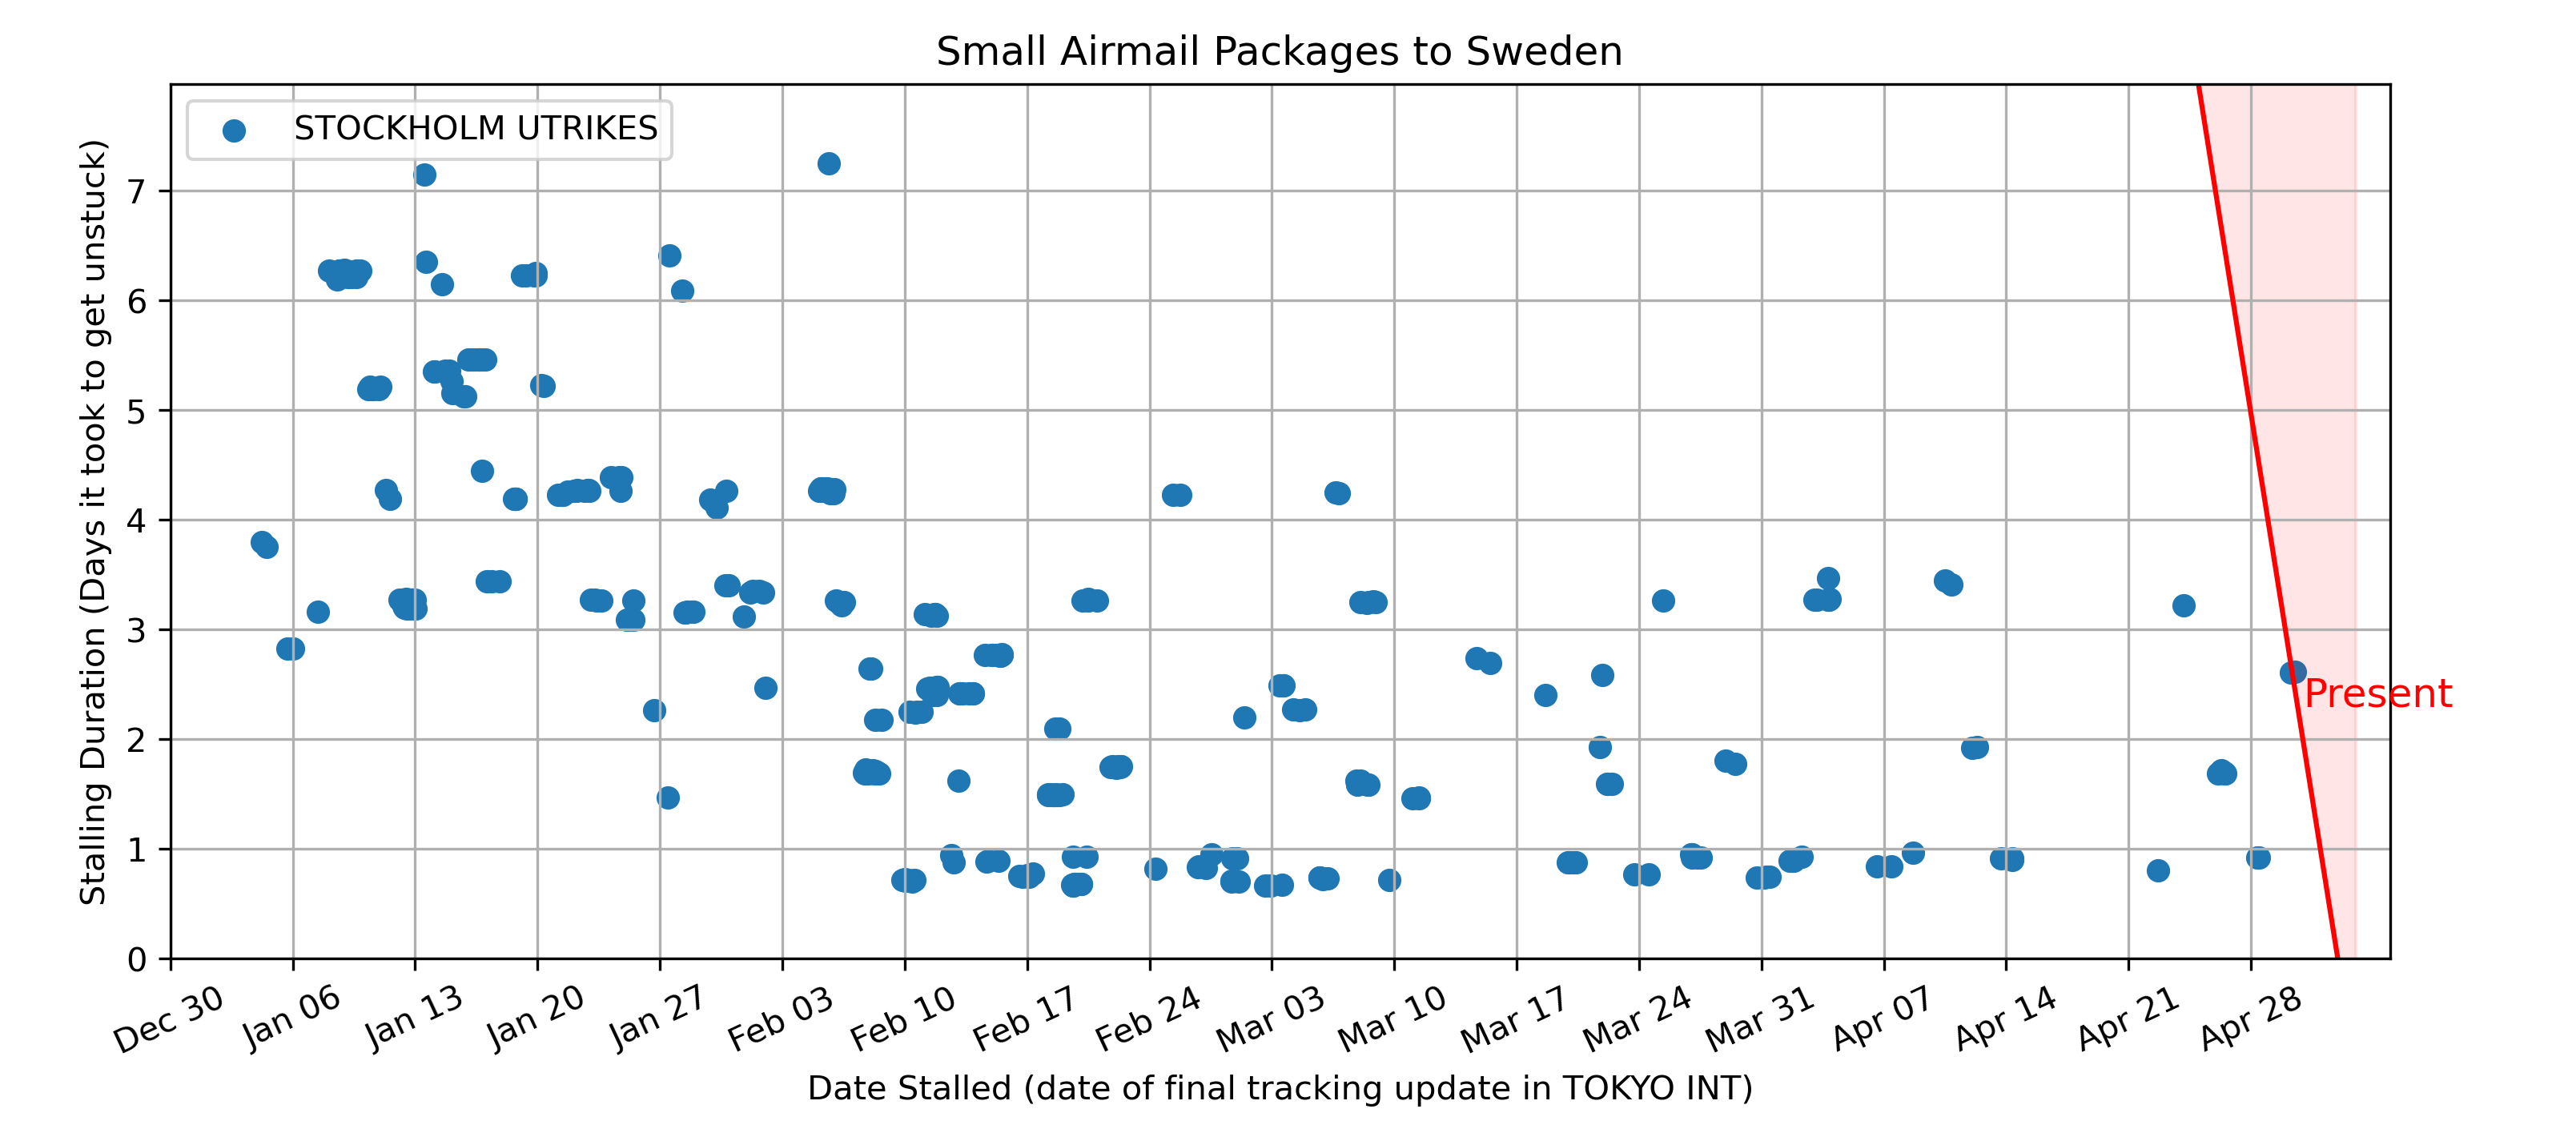 Small Airmail Packages to Sweden
STOCKHOLM UTRIKES
Stalling Duration (Days it took to get unstuck)
7
6
5
4
3
2
1
0
Present
Dec 30
Jan 06
Jan 13
Jan 20
Jan 27
Feb 03
Feb 10
Feb 17
Feb 24
Mar 03
Mar 10
Mar 17
Mar 24
Mar 31
Apr 07
Apr 14
Apr 21
Apr 28
Date Stalled (date of final tracking update in TOKYO INT)